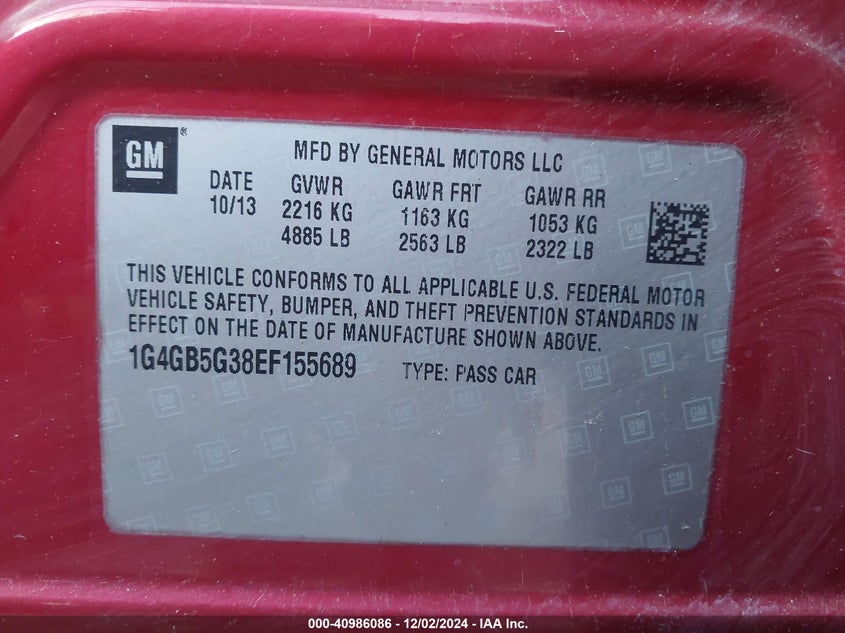 GM ® MFD BY GENERAL MOTORS LLC
DATE GVWR GAWR FRT GAWR RR
10/13 2216 KG 1163 KG 1053 KG
4885 LB 2563 LB 2322 LB
THIS VEHICLE CONFORMS TO ALL APPLICABLE U.S. FEDERAL MOTOR
VEHICLE SAFETY, BUMPER, AND THEFT PREVENTION STANDARDS IN
EFFECT ON THE DATE OF MANUFACTURE SHOWN ABOVE.
1G4GB5G38EF155689 TYPE: PASS CAR
000-40986086 - 12/02/2024 - IAA Inc.